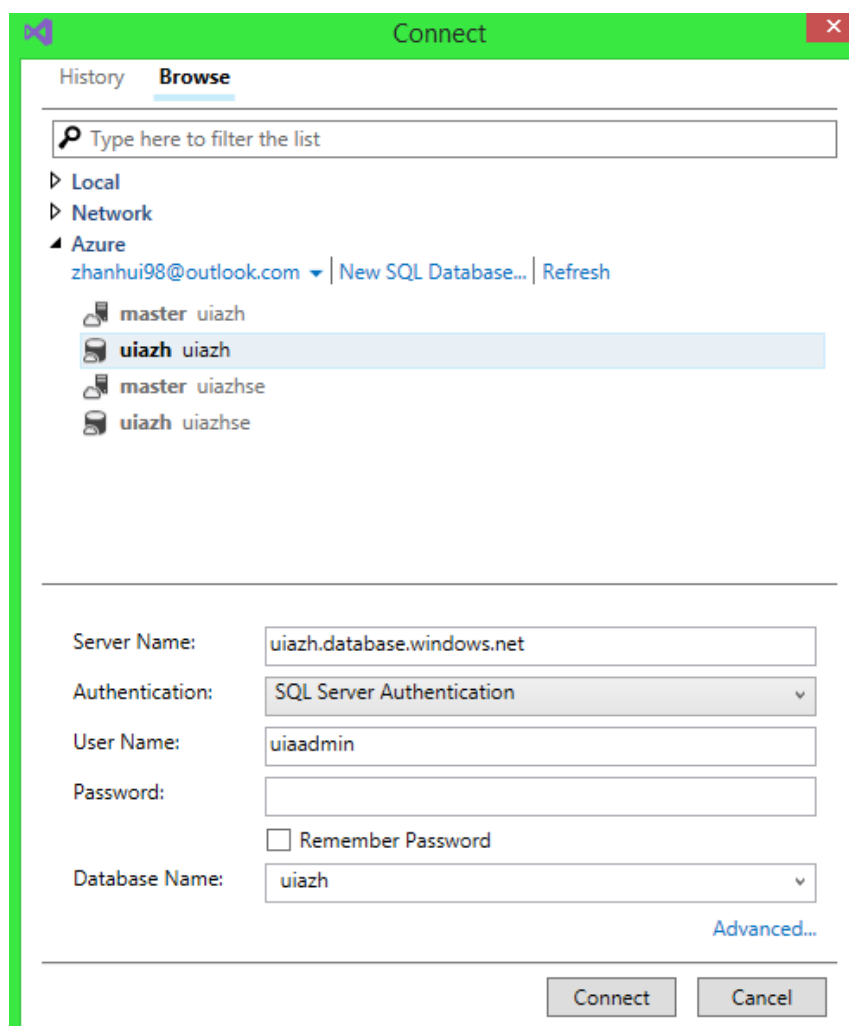 Connect
History Browse
Type here to filter the list
Local
Network
Azure
zhanhui98@outlook.com New SQL Database... Refresh
master uiazh
uiazh uiazh
master uiazhse
uiazh uiazhse
Server Name: uiazh.database.windows.net
Authentication: SQL Server Authentication
User Name: uiaadmin
Password:
Remember Password
Database Name: uiazh
Advanced...
Connect Cancel